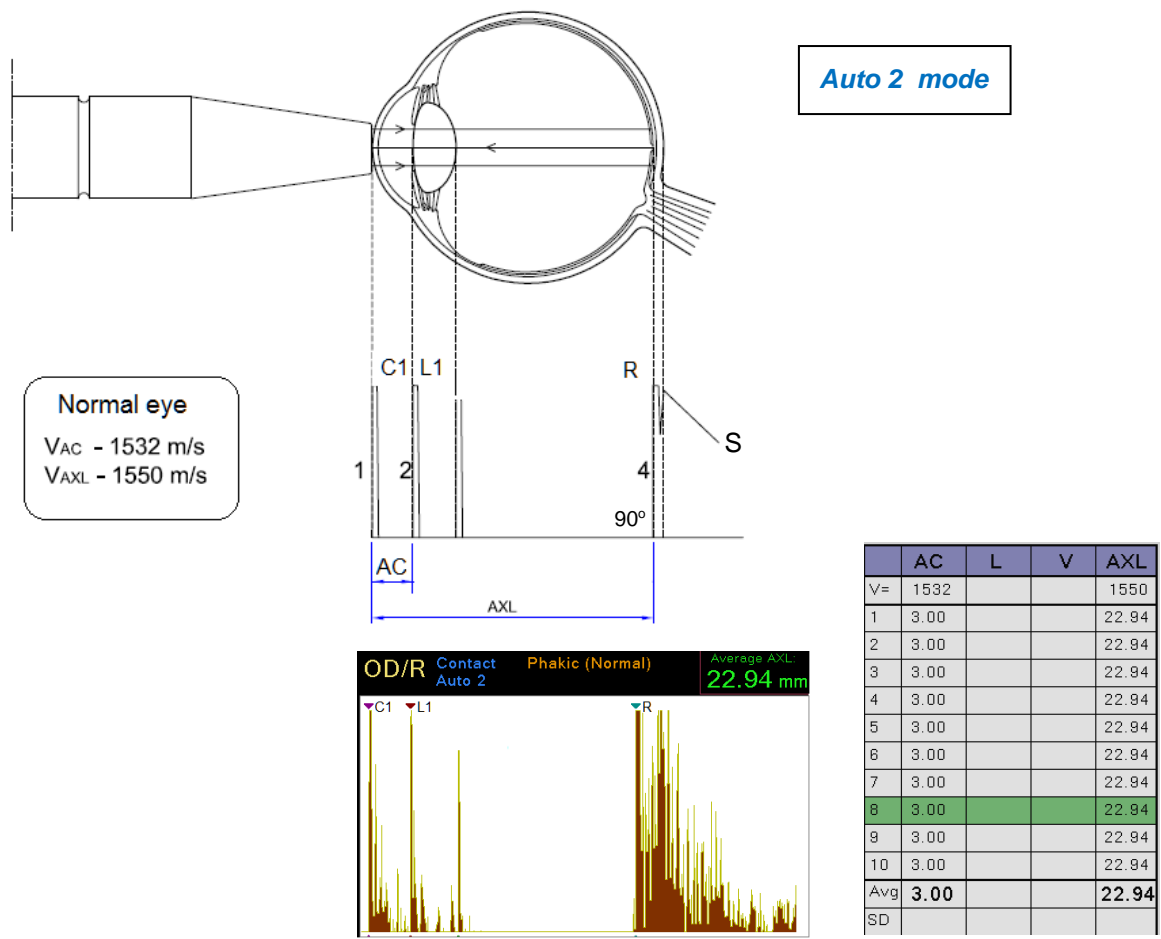 Auto 2 mode
C1 L1 R
Normal eye
VAC - 1532 m/s
VAXL - 1550 m/s
S
1 2 4
90º
AC
AXL
OD/R Contact Auto 2 Phakic (Normal) Average AXL: 22.94 mm
C1 L1 R
AC L V AXL
V= 1532 1550
1 3.00 22.94
2 3.00 22.94
3 3.00 22.94
4 3.00 22.94
5 3.00 22.94
6 3.00 22.94
7 3.00 22.94
8 3.00 22.94
9 3.00 22.94
10 3.00 22.94
Avg 3.00 22.94
SD